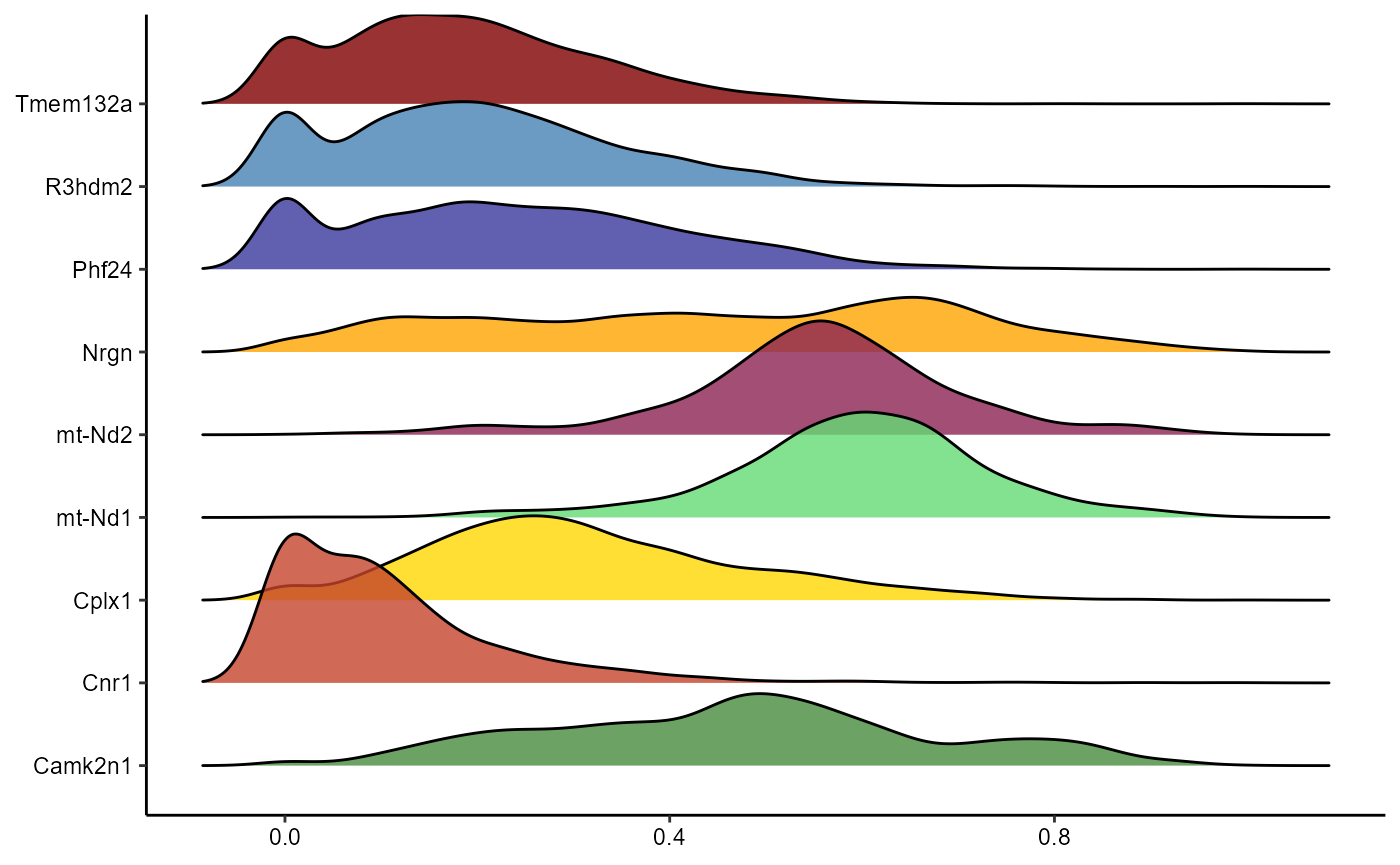 Tmem132a
R3hdm2
Phf24
Nrgn
mt-Nd2
mt-Nd1
Cplx1
Cnr1
Camk2n1
0.0 0.4 0.8